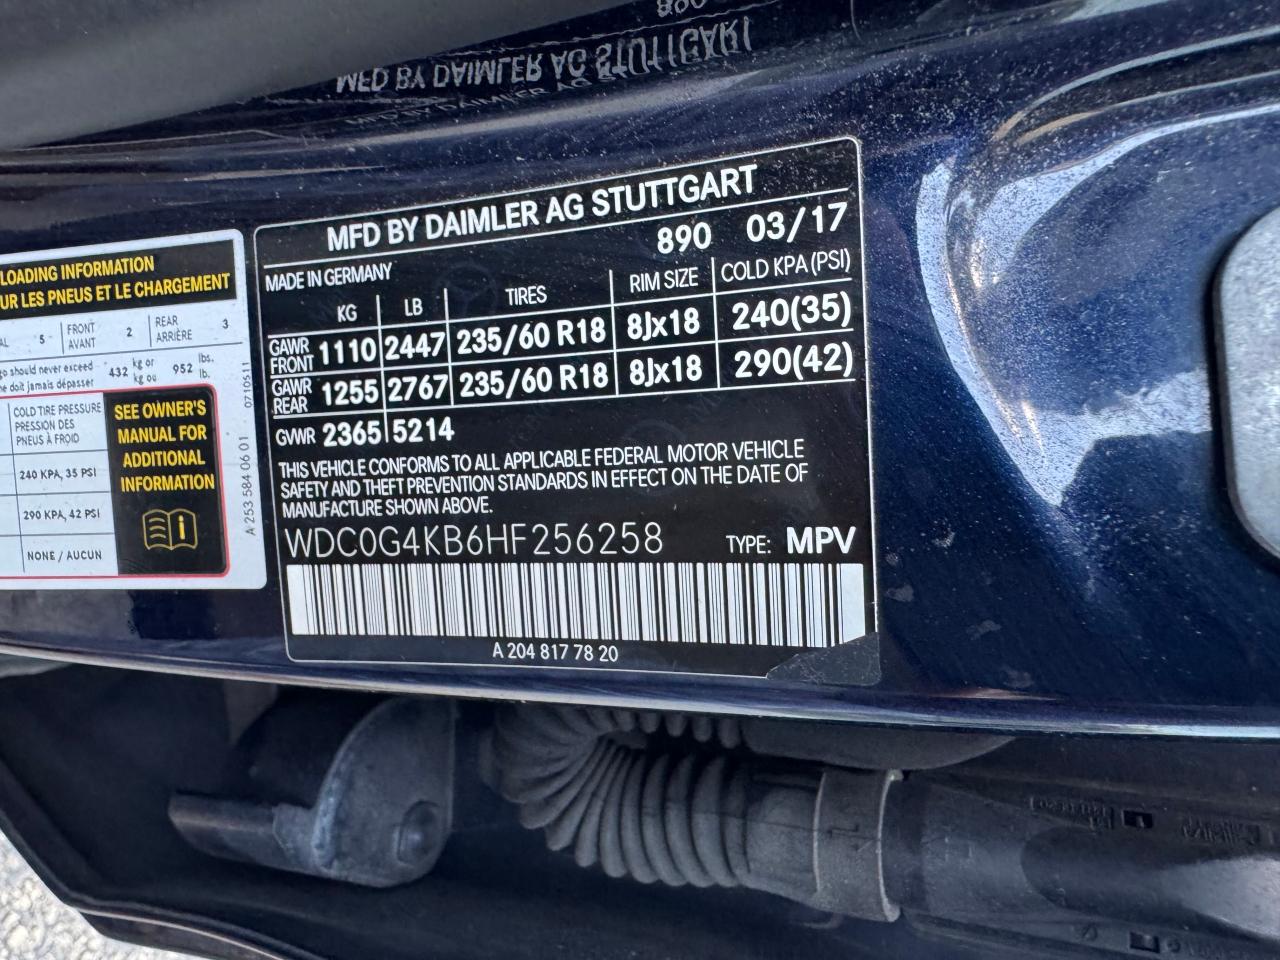 MFD BY DAIMLER AG STUTTGART
MFD BY DAIMLER AG STUTTGART
890 03/17
MADE IN GERMANY
KG LB TIRES RIM SIZE COLD KPA (PSI)
GAWR FRONT 1110 2447 235/60 R18 8Jx18 240(35)
GAWR REAR 1255 2767 235/60 R18 8Jx18 290(42)
GVWR 2365 5214
THIS VEHICLE CONFORMS TO ALL APPLICABLE FEDERAL MOTOR VEHICLE
SAFETY AND THEFT PREVENTION STANDARDS IN EFFECT ON THE DATE OF
MANUFACTURE SHOWN ABOVE.
WDC0G4KB6HF256258 TYPE: MPV
A 204 817 78 20
LOADING INFORMATION
UR LES PNEUS ET LE CHARGEMENT
AL 5 FRONT AVANT 2 REAR ARRIÈRE 3
go should never exceed 432 kg or 952 lbs.
ne doit jamais dépasser kg ou lb.
COLD TIRE PRESSURE
PRESSION DES
PNEUS À FROID
240 KPA, 35 PSI
290 KPA, 42 PSI
NONE / AUCUN
SEE OWNER'S
MANUAL FOR
ADDITIONAL
INFORMATION
A 253 584 06 01 0710511